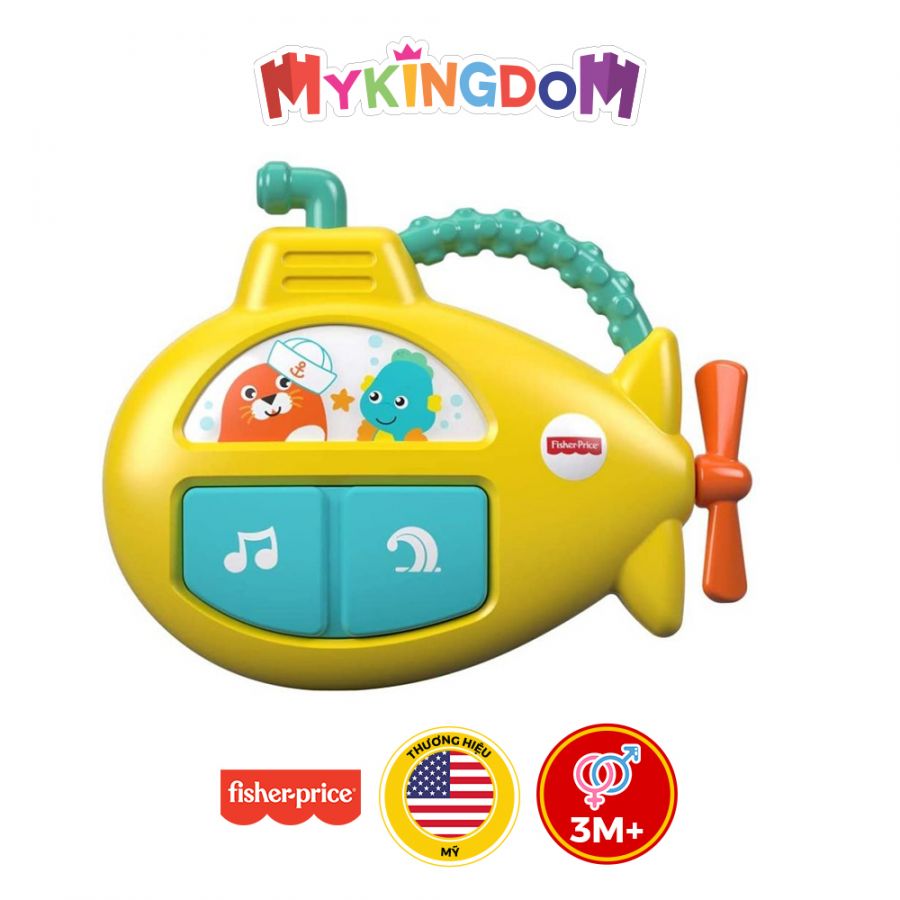 MYKINGDOM
Fisher-Price
fisher-price
THƯƠNG HIỆU
MỸ
3M+